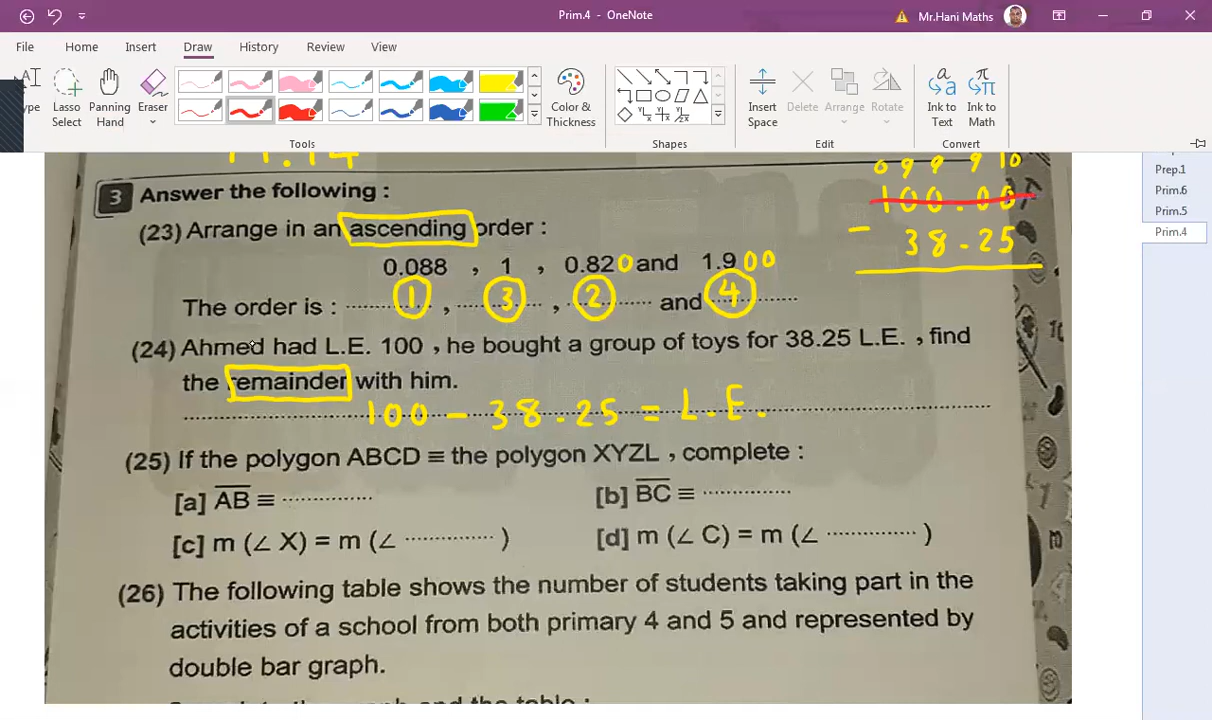 Prim.4 - OneNote
Mr.Hani Maths
File Home Insert Draw History Review View
Lasso Select
Panning Hand
Eraser
Color & Thickness
Insert Space
Delete
Arrange
Rotate
Ink to Text
Ink to Math
Tools
Shapes
Edit
Convert
Prep.1
Prim.6
Prim.5
Prim.4
3 Answer the following :
0 9 9 9 10
100.00
- 38.25
(23) Arrange in an ascending order :
0.088 , 1 , 0.820 and 1.900
The order is : ① , ③ , ② and ④
(24) Ahmed had L.E. 100 , he bought a group of toys for 38.25 L.E. , find
the remainder with him.
100 - 38.25 = L.E.
(25) If the polygon ABCD ≡ the polygon XYZL , complete :
[a] A̅B̅ ≡ ............... [b] B̅C̅ ≡ ...............
[c] m (∠ X) = m (∠ ............... ) [d] m (∠ C) = m (∠ ............... )
(26) The following table shows the number of students taking part in the
activities of a school from both primary 4 and 5 and represented by
double bar graph.